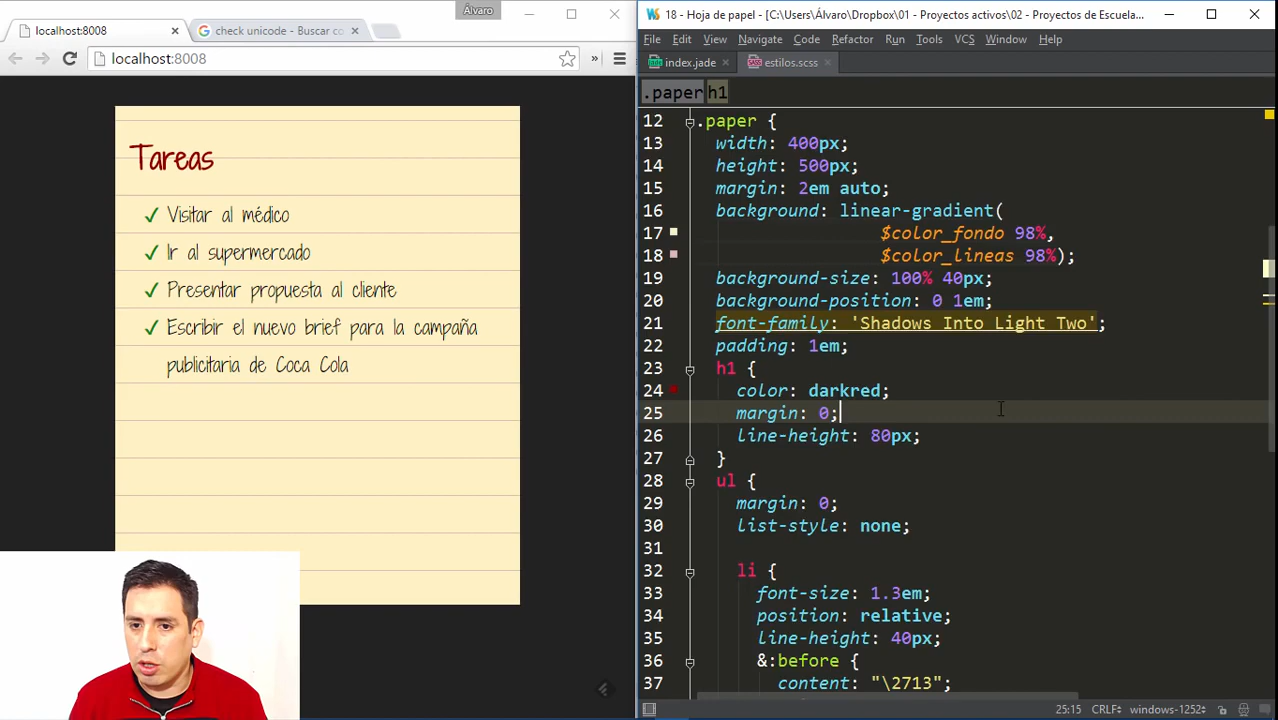 Álvaro
localhost:8008
check unicode - Buscar co
localhost:8008
Tareas
✓ Visitar al médico
✓ Ir al supermercado
✓ Presentar propuesta al cliente
✓ Escribir el nuevo brief para la campaña
publicitaria de Coca Cola
18 - Hoja de papel - [C:\Users\Álvaro\Dropbox\01 - Proyectos activos\02 - Proyectos de Escuela...
File Edit View Navigate Code Refactor Run Tools VCS Window Help
index.jade
estilos.scss
.paper h1
12 .paper {
13 width: 400px;
14 height: 500px;
15 margin: 2em auto;
16 background: linear-gradient(
17 $color_fondo 98%,
18 $color_lineas 98%);
19 background-size: 100% 40px;
20 background-position: 0 1em;
21 font-family: 'Shadows Into Light Two';
22 padding: 1em;
23 h1 {
24 color: darkred;
25 margin: 0;
26 line-height: 80px;
27 }
28 ul {
29 margin: 0;
30 list-style: none;
31
32 li {
33 font-size: 1.3em;
34 position: relative;
35 line-height: 40px;
36 &:before {
37 content: "\2713";
25:15 CRLF÷ windows-1252÷